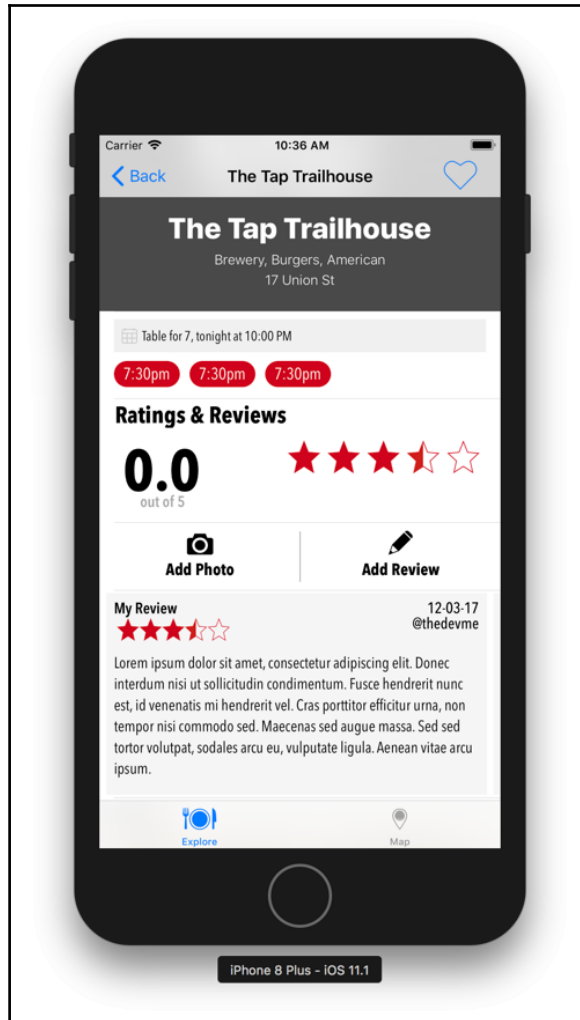 Carrier 10:36 AM
Back The Tap Trailhouse
The Tap Trailhouse
Brewery, Burgers, American
17 Union St
Table for 7, tonight at 10:00 PM
7:30pm 7:30pm 7:30pm
Ratings & Reviews
0.0
out of 5
Add Photo Add Review
My Review 12-03-17
@thedevme
Lorem ipsum dolor sit amet, consectetur adipiscing elit. Donec
interdum nisi ut sollicitudin condimentum. Fusce hendrerit nunc
est, id venenatis mi hendrerit vel. Cras porttitor efficitur urna, non
tempor nisi commodo sed. Maecenas sed augue massa. Sed sed
tortor volutpat, sodales arcu eu, vulputate ligula. Aenean vitae arcu
ipsum.
Explore Map
iPhone 8 Plus - iOS 11.1